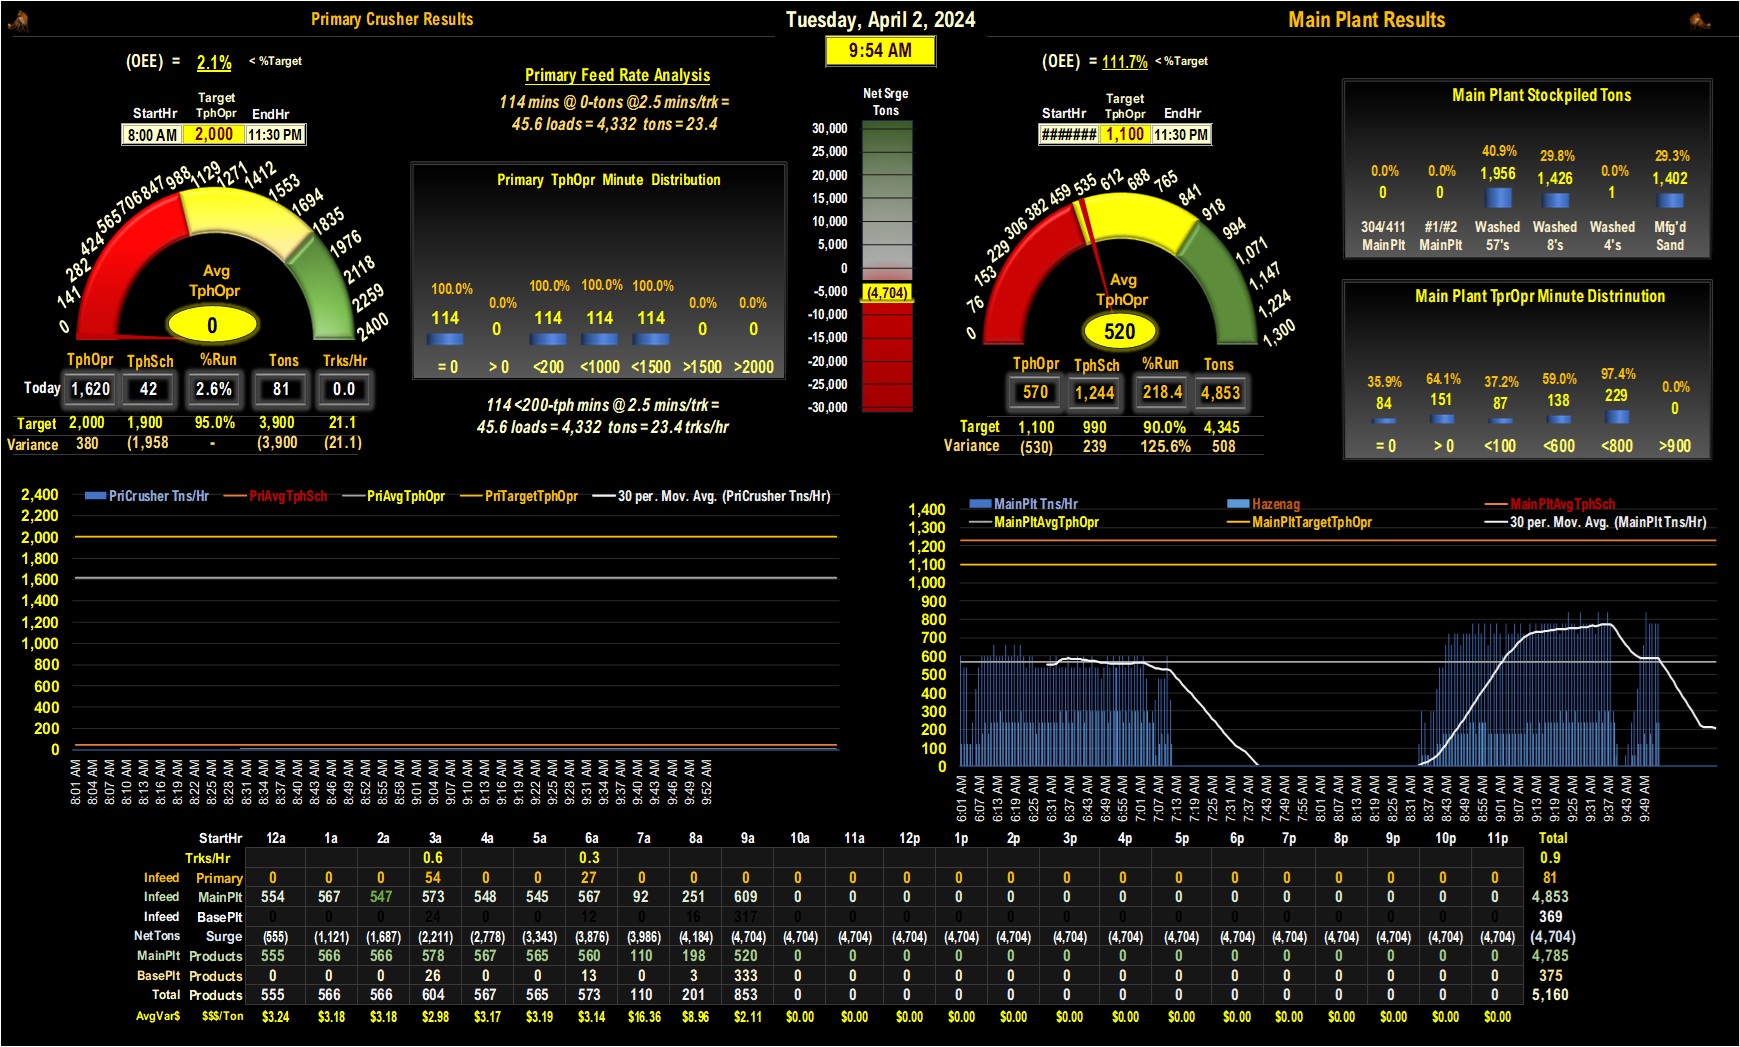 Primary Crusher Results
Tuesday, April 2, 2024
Main Plant Results
9:54 AM
(OEE) = 2.1% < %Target
Target
StartHr TphOpr EndHr
8:00 AM 2,000 11:30 PM
0 141 282 424 565 706 847 988 1129 1271 1412 1553 1694 1835 1976 2118 2259 2400
Avg
TphOpr
0
TphOpr TphSch %Run Tons Trks/Hr
Today 1,620 42 2.6% 81 0.0
Target 2,000 1,900 95.0% 3,900 21.1
Variance 380 (1,958 - (3,900) (21.1)
Primary Feed Rate Analysis
114 mins @ 0-tons @2.5 mins/trk =
45.6 loads = 4,332 tons = 23.4
Primary TphOpr Minute Distribution
100.0% 0.0% 100.0% 100.0% 100.0% 0.0% 0.0%
114 0 114 114 114 0 0
= 0 > 0 <200 <1000 <1500 >1500 >2000
114 <200-tph mins @ 2.5 mins/trk =
45.6 loads = 4,332 tons = 23.4 trks/hr
Net Srge
Tons
30,000
25,000
20,000
15,000
10,000
5,000
0
-5,000
(4,704)
-10,000
-15,000
-20,000
-25,000
-30,000
(OEE) = 111.7% < %Target
Target
StartHr TphOpr EndHr
####### 1,100 11:30 PM
0 76 153 229 306 382 459 535 612 688 765 841 918 994 1,071 1,147 1,224 1,300
Avg
TphOpr
520
TphOpr TphSch %Run Tons
570 1,244 218.4 4,853
Target 1,100 990 90.0% 4,345
Variance (530) 239 125.6% 508
Main Plant Stockpiled Tons
0.0% 0.0% 40.9% 29.8% 0.0% 29.3%
0 0 1,956 1,426 1 1,402
304/411 #1/#2 Washed Washed Washed Mfg'd
MainPlt MainPlt 57's 8's 4's Sand
Main Plant TprOpr Minute Distrinution
35.9% 64.1% 37.2% 59.0% 97.4% 0.0%
84 151 87 138 229 0
= 0 > 0 <100 <600 <800 >900
PriCrusher Tns/Hr PriAvgTphSch PriAvgTphOpr PriTargetTphOpr 30 per. Mov. Avg. (PriCrusher Tns/Hr)
2,400
2,200
2,000
1,800
1,600
1,400
1,200
1,000
800
600
400
200
0
8:01 AM 8:04 AM 8:07 AM 8:10 AM 8:13 AM 8:16 AM 8:19 AM 8:22 AM 8:25 AM 8:28 AM 8:31 AM 8:34 AM 8:37 AM 8:40 AM 8:43 AM 8:46 AM 8:49 AM 8:52 AM 8:55 AM 8:58 AM 9:01 AM 9:04 AM 9:07 AM 9:10 AM 9:13 AM 9:16 AM 9:19 AM 9:22 AM 9:25 AM 9:28 AM 9:31 AM 9:34 AM 9:37 AM 9:40 AM 9:43 AM 9:46 AM 9:49 AM 9:52 AM
MainPlt Tns/Hr Hazenag MainPltAvgTphSch
MainPltAvgTphOpr MainPltTargetTphOpr 30 per. Mov. Avg. (MainPlt Tns/Hr)
1,400
1,300
1,200
1,100
1,000
900
800
700
600
500
400
300
200
100
0
6:01 AM 6:07 AM 6:13 AM 6:19 AM 6:25 AM 6:31 AM 6:37 AM 6:43 AM 6:49 AM 6:55 AM 7:01 AM 7:07 AM 7:13 AM 7:19 AM 7:25 AM 7:31 AM 7:37 AM 7:43 AM 7:49 AM 7:55 AM 8:01 AM 8:07 AM 8:13 AM 8:19 AM 8:25 AM 8:31 AM 8:37 AM 8:43 AM 8:49 AM 8:55 AM 9:01 AM 9:07 AM 9:13 AM 9:19 AM 9:25 AM 9:31 AM 9:37 AM 9:43 AM 9:49 AM
StartHr 12a 1a 2a 3a 4a 5a 6a 7a 8a 9a 10a 11a 12p 1p 2p 3p 4p 5p 6p 7p 8p 9p 10p 11p Total
Trks/Hr 0.6 0.3 0.9
Infeed Primary 0 0 0 54 0 0 27 0 0 0 0 0 0 0 0 0 0 0 0 0 0 0 0 0 81
Infeed MainPlt 554 567 547 573 548 545 567 92 251 609 0 0 0 0 0 0 0 0 0 0 0 0 0 0 4,853
Infeed BasePlt 0 0 0 24 0 0 12 0 16 317 0 0 0 0 0 0 0 0 0 0 0 0 0 0 369
NetTons Surge (555) (1,121) (1,687) (2,211) (2,778) (3,343) (3,876) (3,986) (4,184) (4,704) (4,704) (4,704) (4,704) (4,704) (4,704) (4,704) (4,704) (4,704) (4,704) (4,704) (4,704) (4,704) (4,704) (4,704) (4,704)
MainPlt Products 555 566 566 578 567 565 560 110 198 520 0 0 0 0 0 0 0 0 0 0 0 0 0 0 4,785
BasePlt Products 0 0 0 26 0 0 13 0 3 333 0 0 0 0 0 0 0 0 0 0 0 0 0 0 375
Total Products 555 566 566 604 567 565 573 110 201 853 0 0 0 0 0 0 0 0 0 0 0 0 0 0 5,160
AvgVar$ $$$/Ton $3.24 $3.18 $3.18 $2.98 $3.17 $3.19 $3.14 $16.36 $8.96 $2.11 $0.00 $0.00 $0.00 $0.00 $0.00 $0.00 $0.00 $0.00 $0.00 $0.00 $0.00 $0.00 $0.00 $0.00